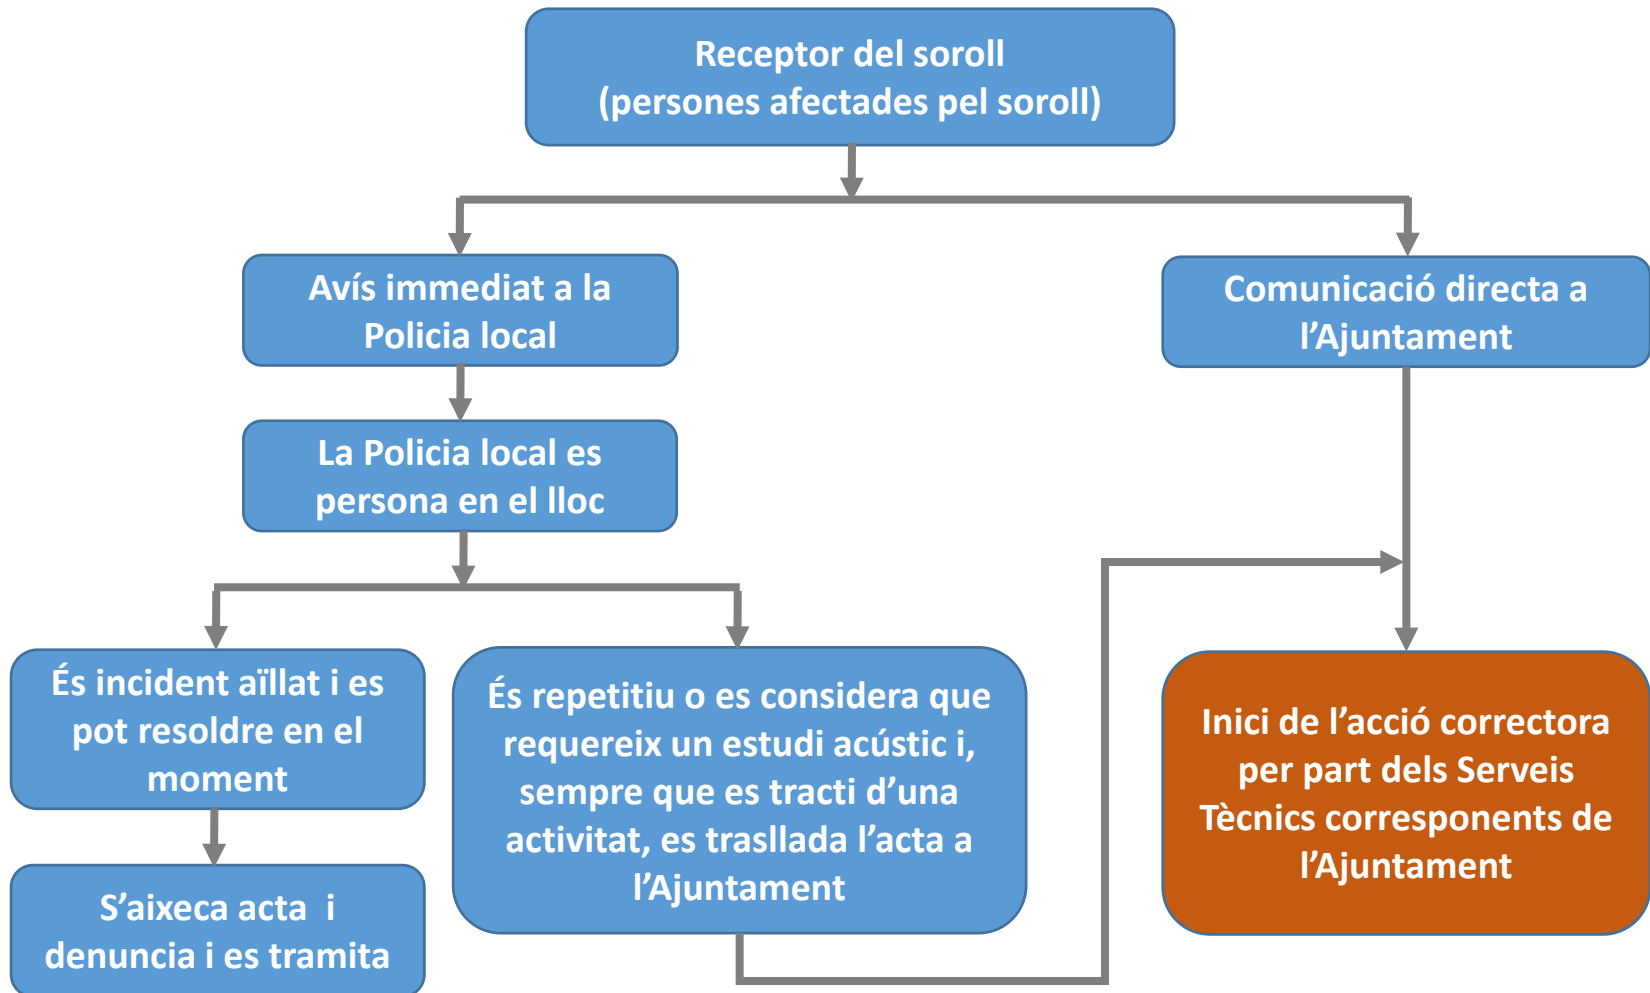 Receptor del soroll
(persones afectades pel soroll)
Avís immediat a la
Policia local
Comunicació directa a
l’Ajuntament
La Policia local es
persona en el lloc
És incident aïllat i es
pot resoldre en el
moment
És repetitiu o es considera que
requereix un estudi acústic i,
sempre que es tracti d’una
activitat, es trasllada l’acta a
l’Ajuntament
Inici de l’acció correctora
per part dels Serveis
Tècnics corresponents de
l’Ajuntament
S’aixeca acta  i
denuncia i es tramita